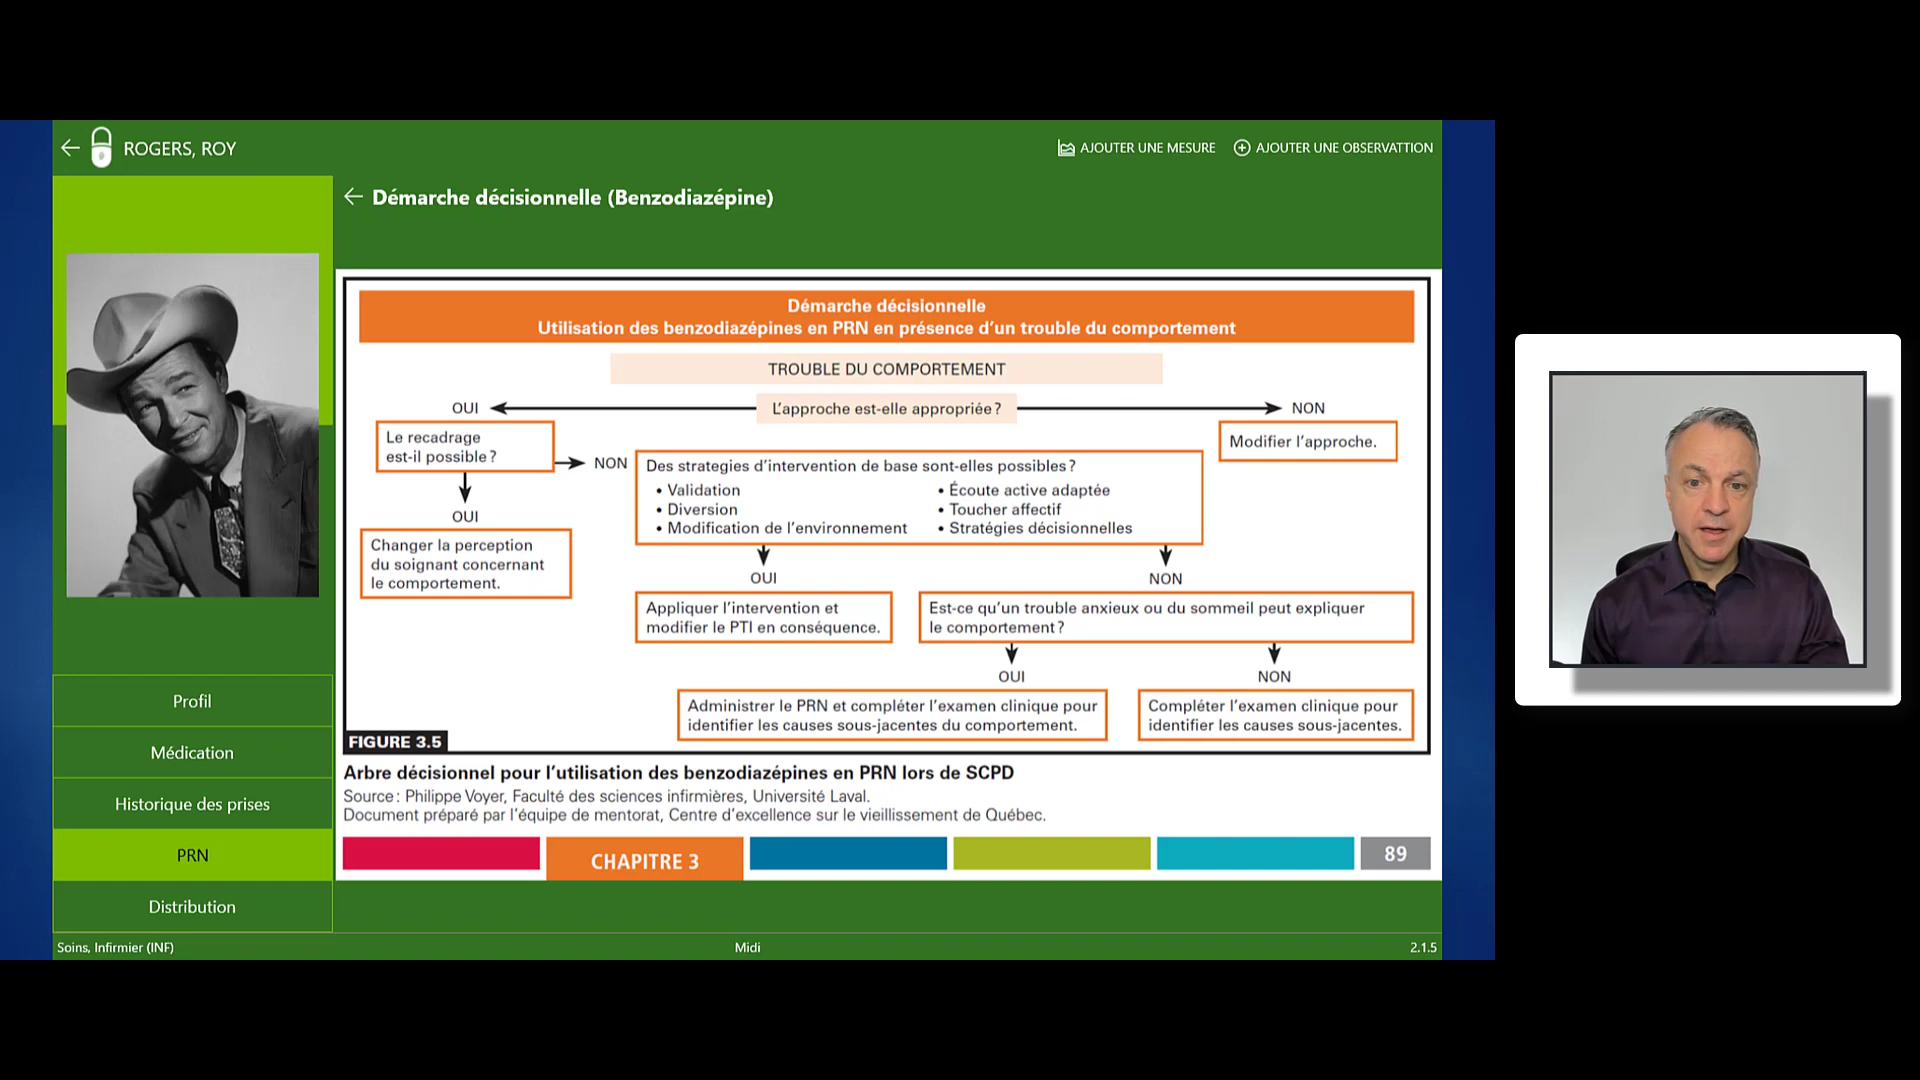 ROGERS, ROY
AJOUTER UNE MESURE
AJOUTER UNE OBSERVATTION
Démarche décisionnelle (Benzodiazépine)
Démarche décisionnelle
Utilisation des benzodiazépines en PRN en présence d'un trouble du comportement
TROUBLE DU COMPORTEMENT
OUI
L'approche est-elle appropriée ?
NON
Le recadrage
est-il possible ?
Modifier l'approche.
NON
Des strategies d'intervention de base sont-elles possibles ?
• Validation
• Diversion
• Modification de l'environnement
• Écoute active adaptée
• Toucher affectif
• Stratégies décisionnelles
OUI
Changer la perception
du soignant concernant
le comportement.
OUI
NON
Appliquer l'intervention et
modifier le PTI en conséquence.
Est-ce qu'un trouble anxieux ou du sommeil peut expliquer
le comportement ?
OUI
NON
Administrer le PRN et compléter l'examen clinique pour
identifier les causes sous-jacentes du comportement.
Compléter l'examen clinique pour
identifier les causes sous-jacentes.
FIGURE 3.5
Arbre décisionnel pour l'utilisation des benzodiazépines en PRN lors de SCPD
Source : Philippe Voyer, Faculté des sciences infirmières, Université Laval.
Document préparé par l'équipe de mentorat, Centre d'excellence sur le vieillissement de Québec.
CHAPITRE 3
89
Profil
Médication
Historique des prises
PRN
Distribution
Soins, Infirmier (INF)
Midi
2.1.5